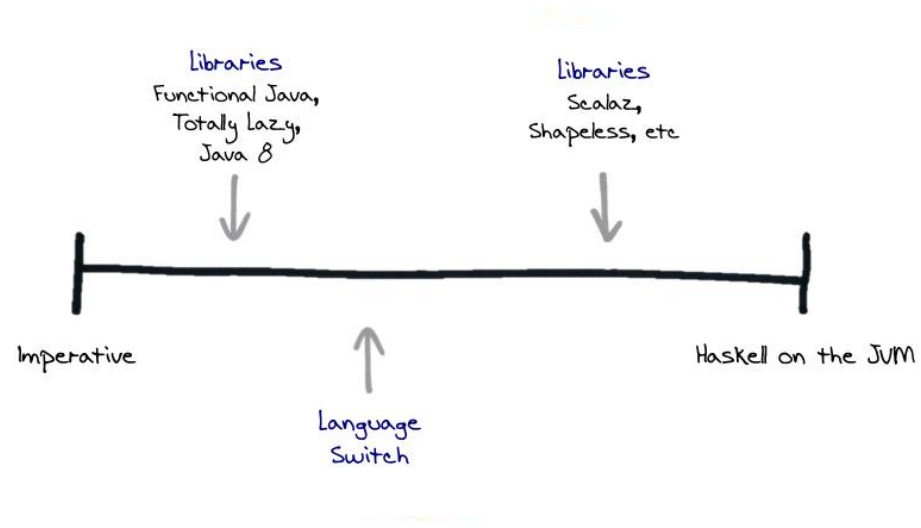 Libraries
Functional Java,
Totally Lazy,
Java 8
Libraries
Scalaz,
Shapeless, etc
Imperative
Haskell on the JVM
Language
Switch